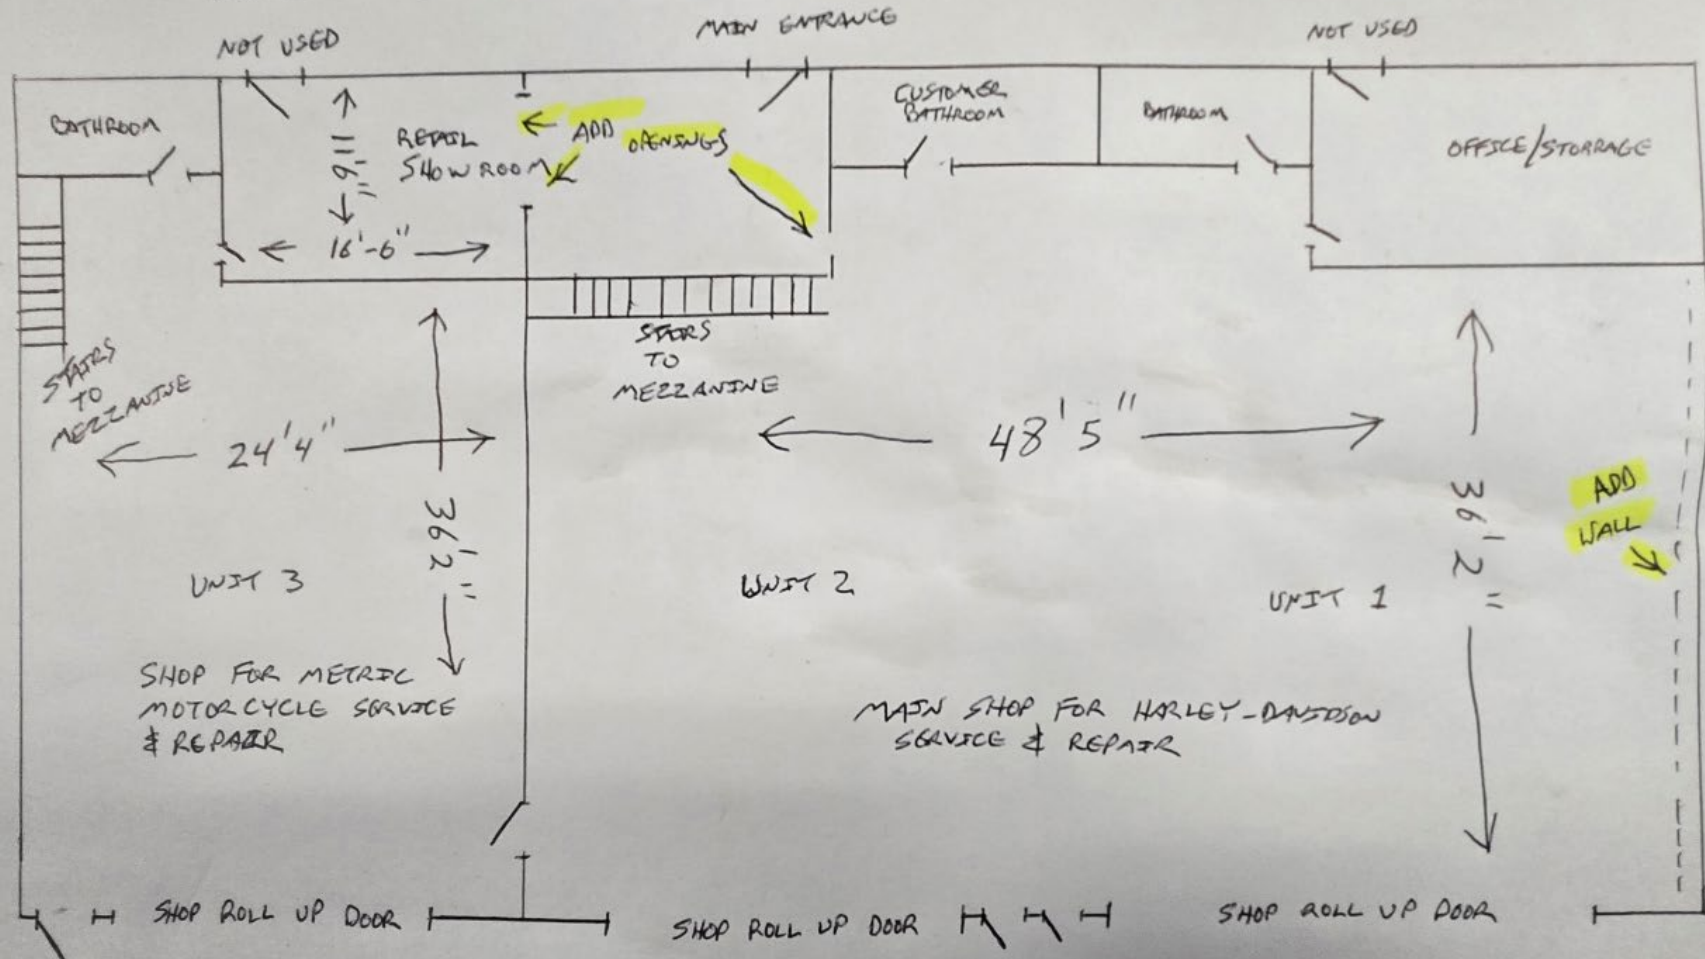 NOT USED
MAIN ENTRANCE
NOT USED
BATHROOM
11'6"
RETAIL
SHOWROOM
ADD OPENINGS
CUSTOMER
BATHROOM
BATHROOM
OFFICE/STORRAGE
16'-6"
STAIRS
TO
MEZZANINE
STAIRS
TO
MEZZANINE
24'4"
36'2"
48'5"
36'2"
ADD
WALL
UNIT 3
UNIT 2
UNIT 1
SHOP FOR METRIC
MOTORCYCLE SERVICE
& REPAIR
MAIN SHOP FOR HARLEY-DAVIDSON
SERVICE & REPAIR
SHOP ROLL UP DOOR
SHOP ROLL UP DOOR
SHOP ROLL UP DOOR